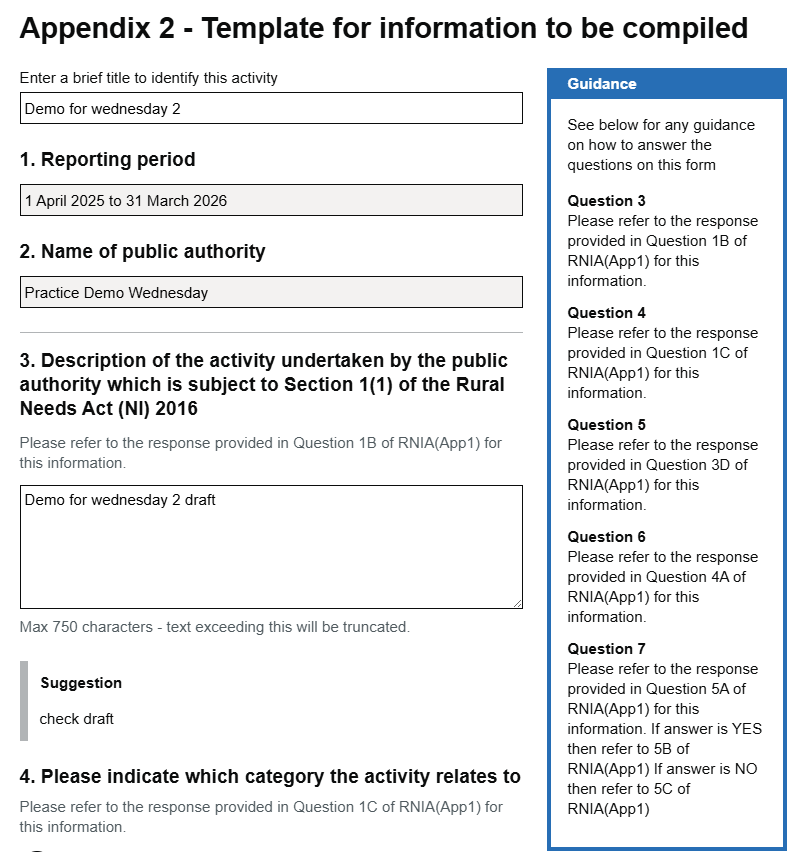 Appendix 2 - Template for information to be compiled
Enter a brief title to identify this activity
Demo for wednesday 2
1. Reporting period
1 April 2025 to 31 March 2026
2. Name of public authority
Practice Demo Wednesday
3. Description of the activity undertaken by the public
authority which is subject to Section 1(1) of the Rural
Needs Act (NI) 2016
Please refer to the response provided in Question 1B of RNIA(App1) for
this information.
Demo for wednesday 2 draft
Max 750 characters - text exceeding this will be truncated.
Suggestion
check draft
4. Please indicate which category the activity relates to
Please refer to the response provided in Question 1C of RNIA(App1) for
this information.
Guidance
See below for any guidance
on how to answer the
questions on this form
Question 3
Please refer to the response
provided in Question 1B of
RNIA(App1) for this
information.
Question 4
Please refer to the response
provided in Question 1C of
RNIA(App1) for this
information.
Question 5
Please refer to the response
provided in Question 3D of
RNIA(App1) for this
information.
Question 6
Please refer to the response
provided in Question 4A of
RNIA(App1) for this
information.
Question 7
Please refer to the response
provided in Question 5A of
RNIA(App1) for this
information. If answer is YES
then refer to 5B of
RNIA(App1) If answer is NO
then refer to 5C of
RNIA(App1)